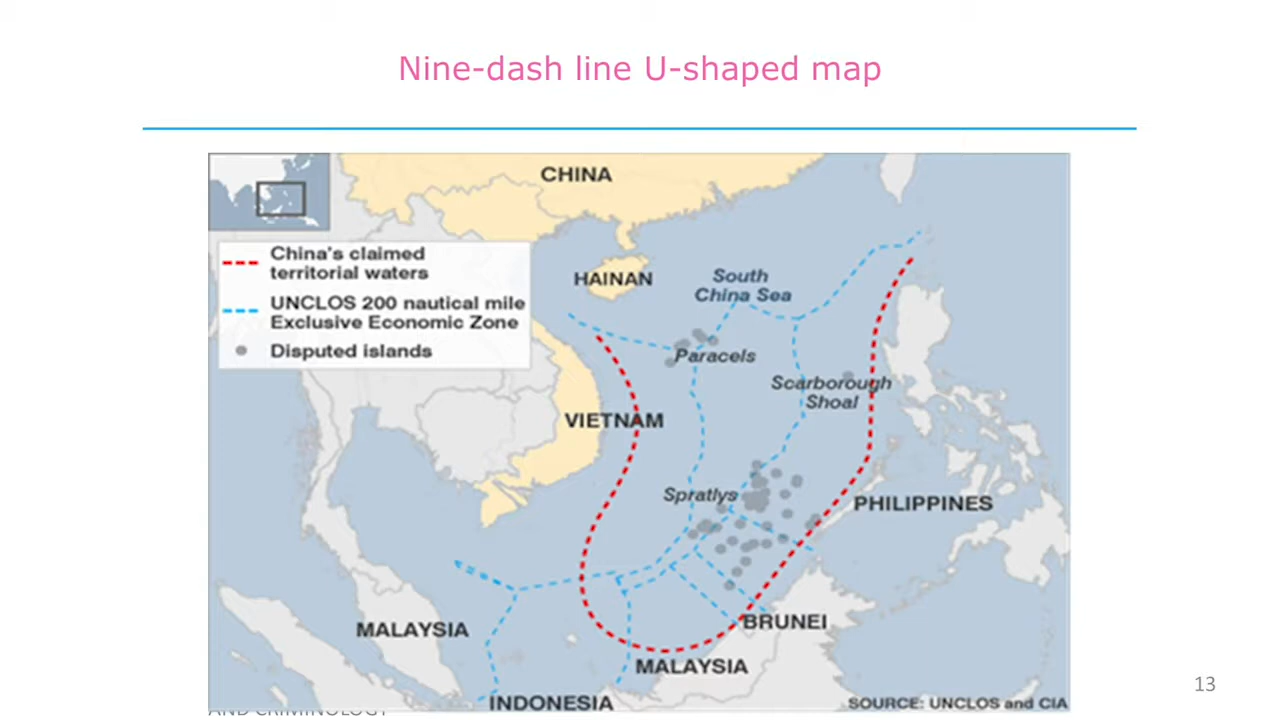 Nine-dash line U-shaped map
CHINA
China's claimed
territorial waters
UNCLOS 200 nautical mile
Exclusive Economic Zone
Disputed islands
HAINAN
South
China Sea
Paracels
Scarborough
Shoal
VIETNAM
Spratlys
PHILIPPINES
BRUNEI
MALAYSIA
MALAYSIA
INDONESIA
SOURCE: UNCLOS and CIA
AND CRIMINOLOGY
13